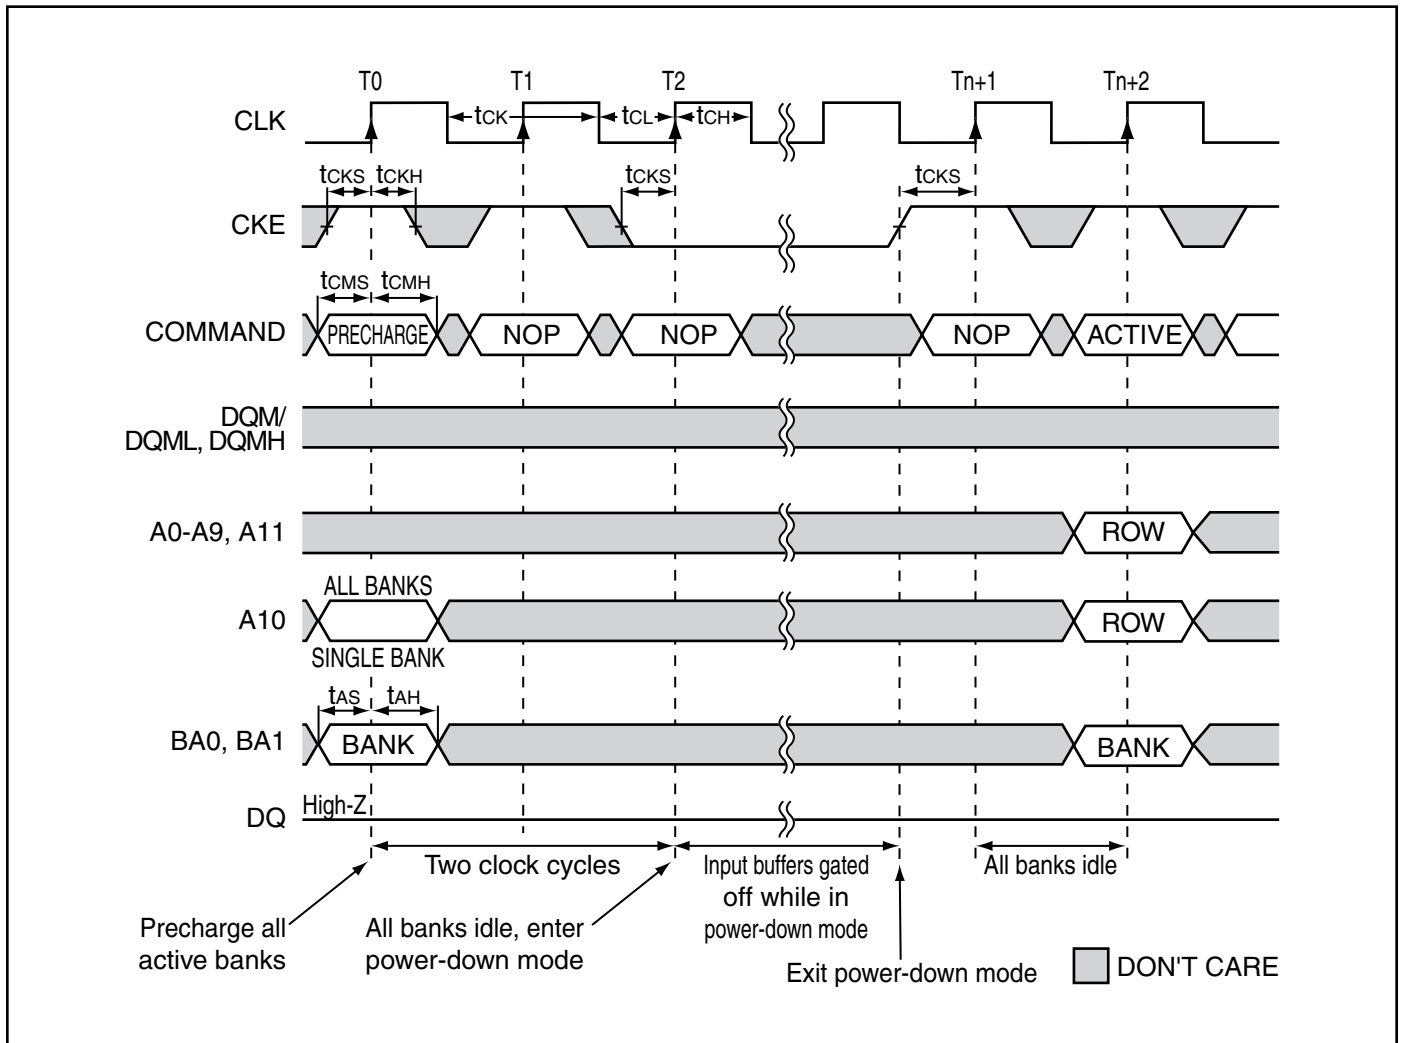 T0 T1 T2 Tn+1 Tn+2
CLK tCK tCL tCH
tCKS tCKH tCKS tCKS
CKE
tCMS tCMH
COMMAND PRECHARGE NOP NOP NOP ACTIVE
DQM/
DQML, DQMH
A0-A9, A11 ROW
ALL BANKS
A10 ROW
SINGLE BANK
tAS tAH
BA0, BA1 BANK BANK
DQ High-Z
Two clock cycles
Input buffers gated
off while in
power-down mode
All banks idle
Precharge all
active banks
All banks idle, enter
power-down mode
Exit power-down mode
DON'T CARE